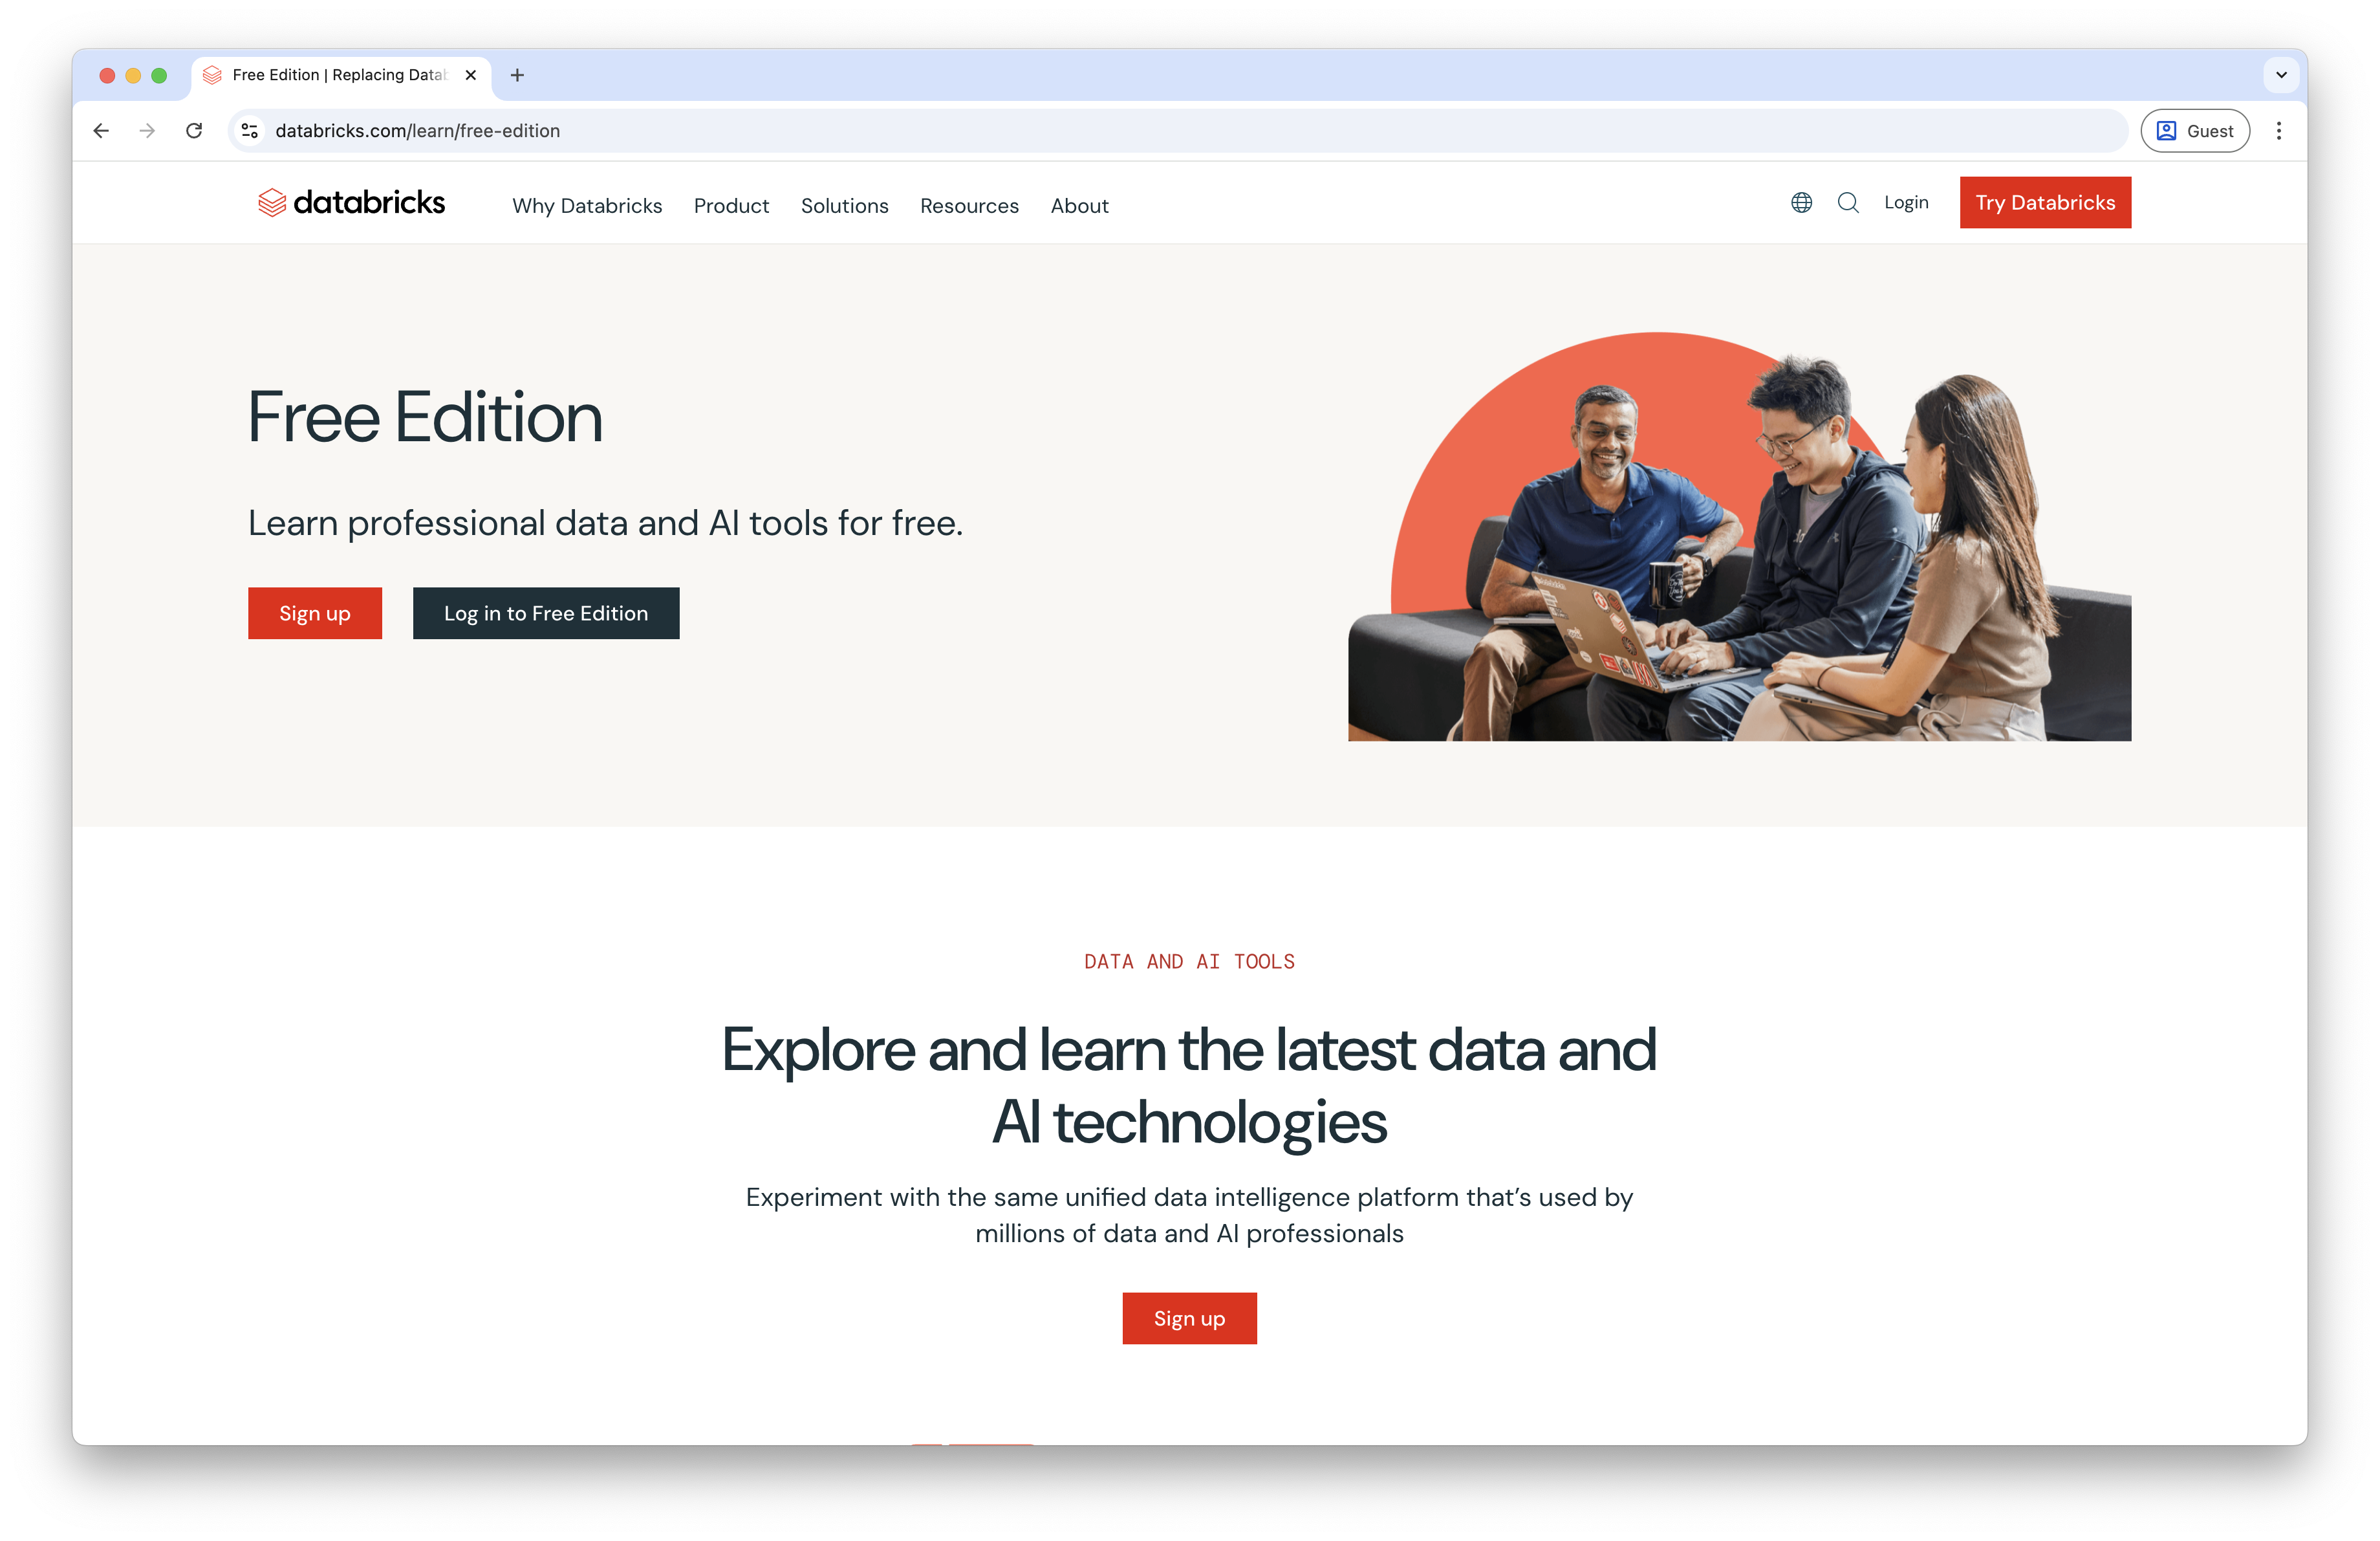 Free Edition | Replacing Datab
databricks.com/learn/free-edition
Guest
databricks
Why Databricks
Product
Solutions
Resources
About
Login
Try Databricks
Free Edition
Learn professional data and AI tools for free.
Sign up
Log in to Free Edition
DATA AND AI TOOLS
Explore and learn the latest data and
AI technologies
Experiment with the same unified data intelligence platform that’s used by
millions of data and AI professionals
Sign up